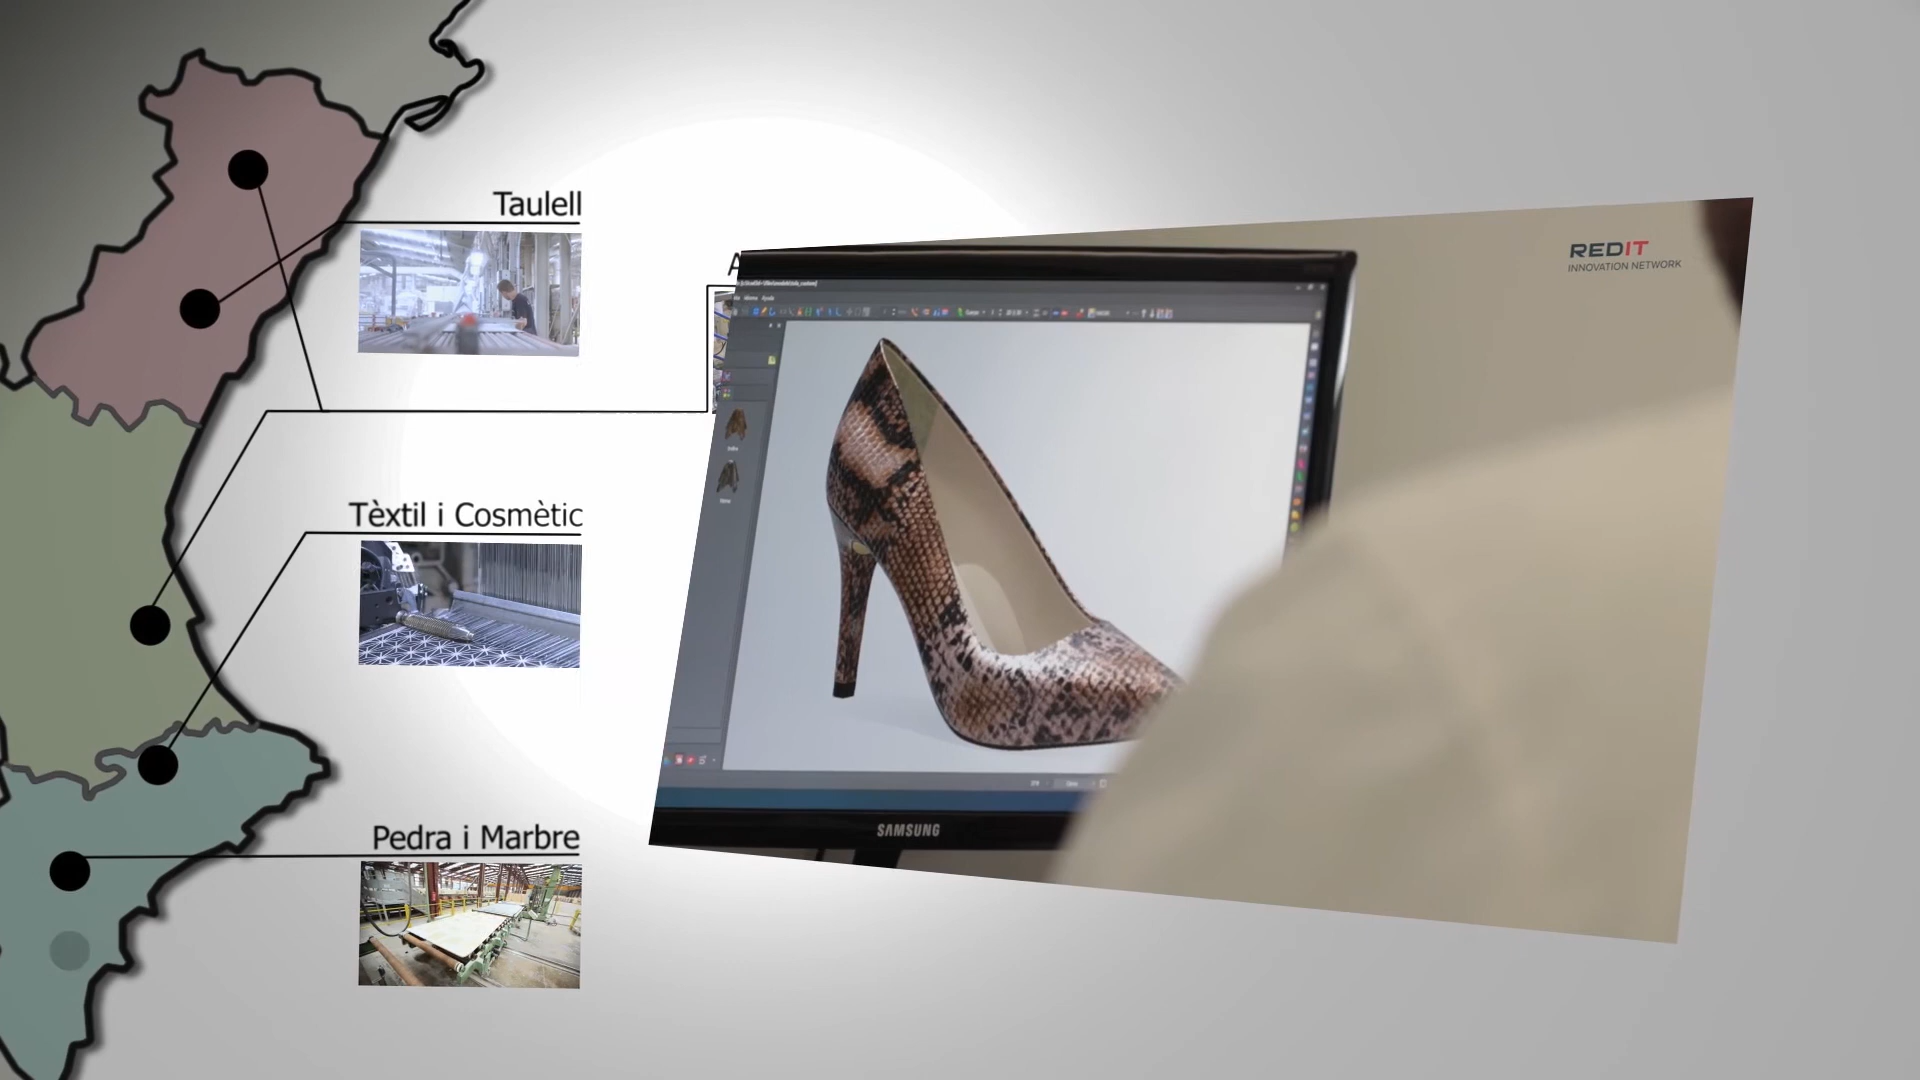 Taulell
A
REDIT
INNOVATION NETWORK
Tèxtil i Cosmètic
Pedra i Marbre
SAMSUNG